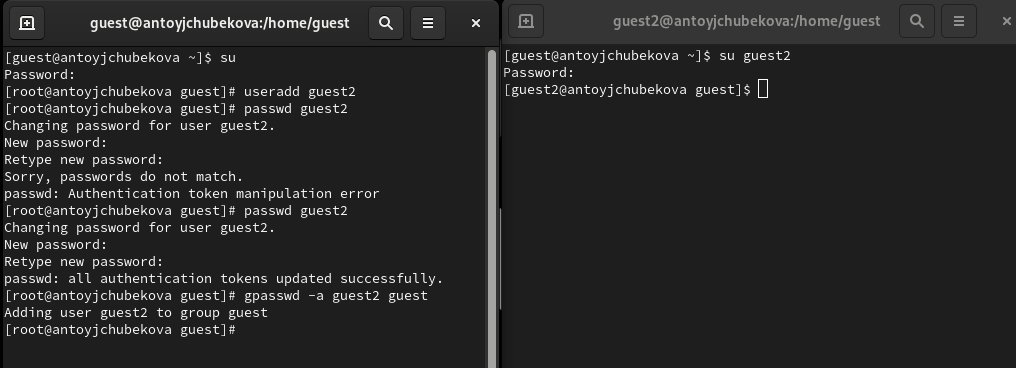 guest@antoyjchubekova:/home/guest
[guest@antoyjchubekova ~]$ su
Password:
[root@antoyjchubekova guest]# useradd guest2
[root@antoyjchubekova guest]# passwd guest2
Changing password for user guest2.
New password:
Retype new password:
Sorry, passwords do not match.
passwd: Authentication token manipulation error
[root@antoyjchubekova guest]# passwd guest2
Changing password for user guest2.
New password:
Retype new password:
passwd: all authentication tokens updated successfully.
[root@antoyjchubekova guest]# gpasswd -a guest2 guest
Adding user guest2 to group guest
[root@antoyjchubekova guest]#
guest2@antoyjchubekova:/home/guest
[guest@antoyjchubekova ~]$ su guest2
Password:
[guest2@antoyjchubekova guest]$